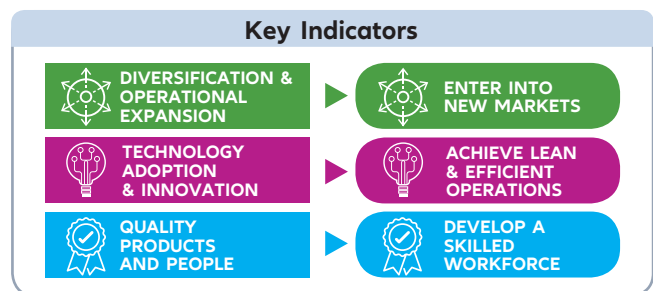 Key Indicators
DIVERSIFICATION &
OPERATIONAL
EXPANSION
ENTER INTO
NEW MARKETS
TECHNOLOGY
ADOPTION
& INNOVATION
ACHIEVE LEAN
& EFFICIENT
OPERATIONS
QUALITY
PRODUCTS
AND PEOPLE
DEVELOP A
SKILLED
WORKFORCE